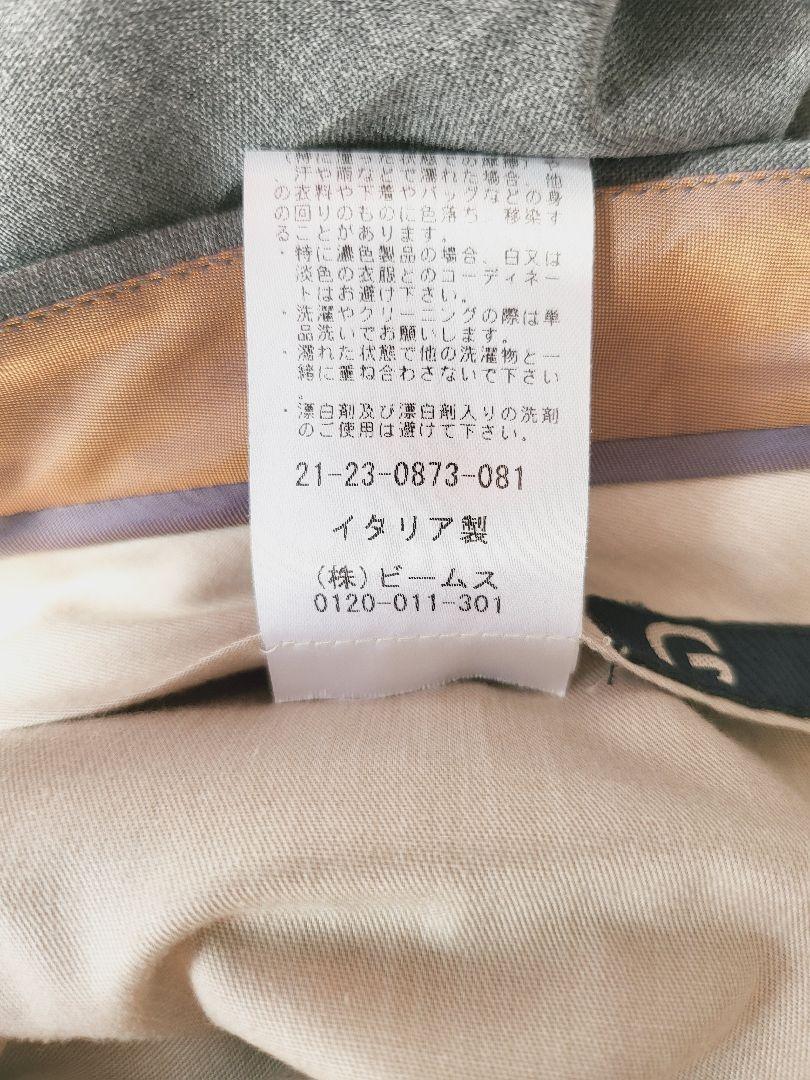 汗や雨などで濡れた場合、他
の衣料や下着やバッグなどの身
の回りのものに色落ち、移染す
ることがあります。
・特に濃色製品の場合、白又は
淡色の衣服とのコーディネー
トはお避け下さい。
・洗濯やクリーニングの際は単
品洗いでお願いします。
・濡れた状態で他の洗濯物と一
緒に重ね合わさないで下さい
。
・漂白剤及び漂白剤入りの洗剤
のご使用は避けて下さい。
21-23-0873-081
イタリア製
(株)ビームス
0120-011-301
G